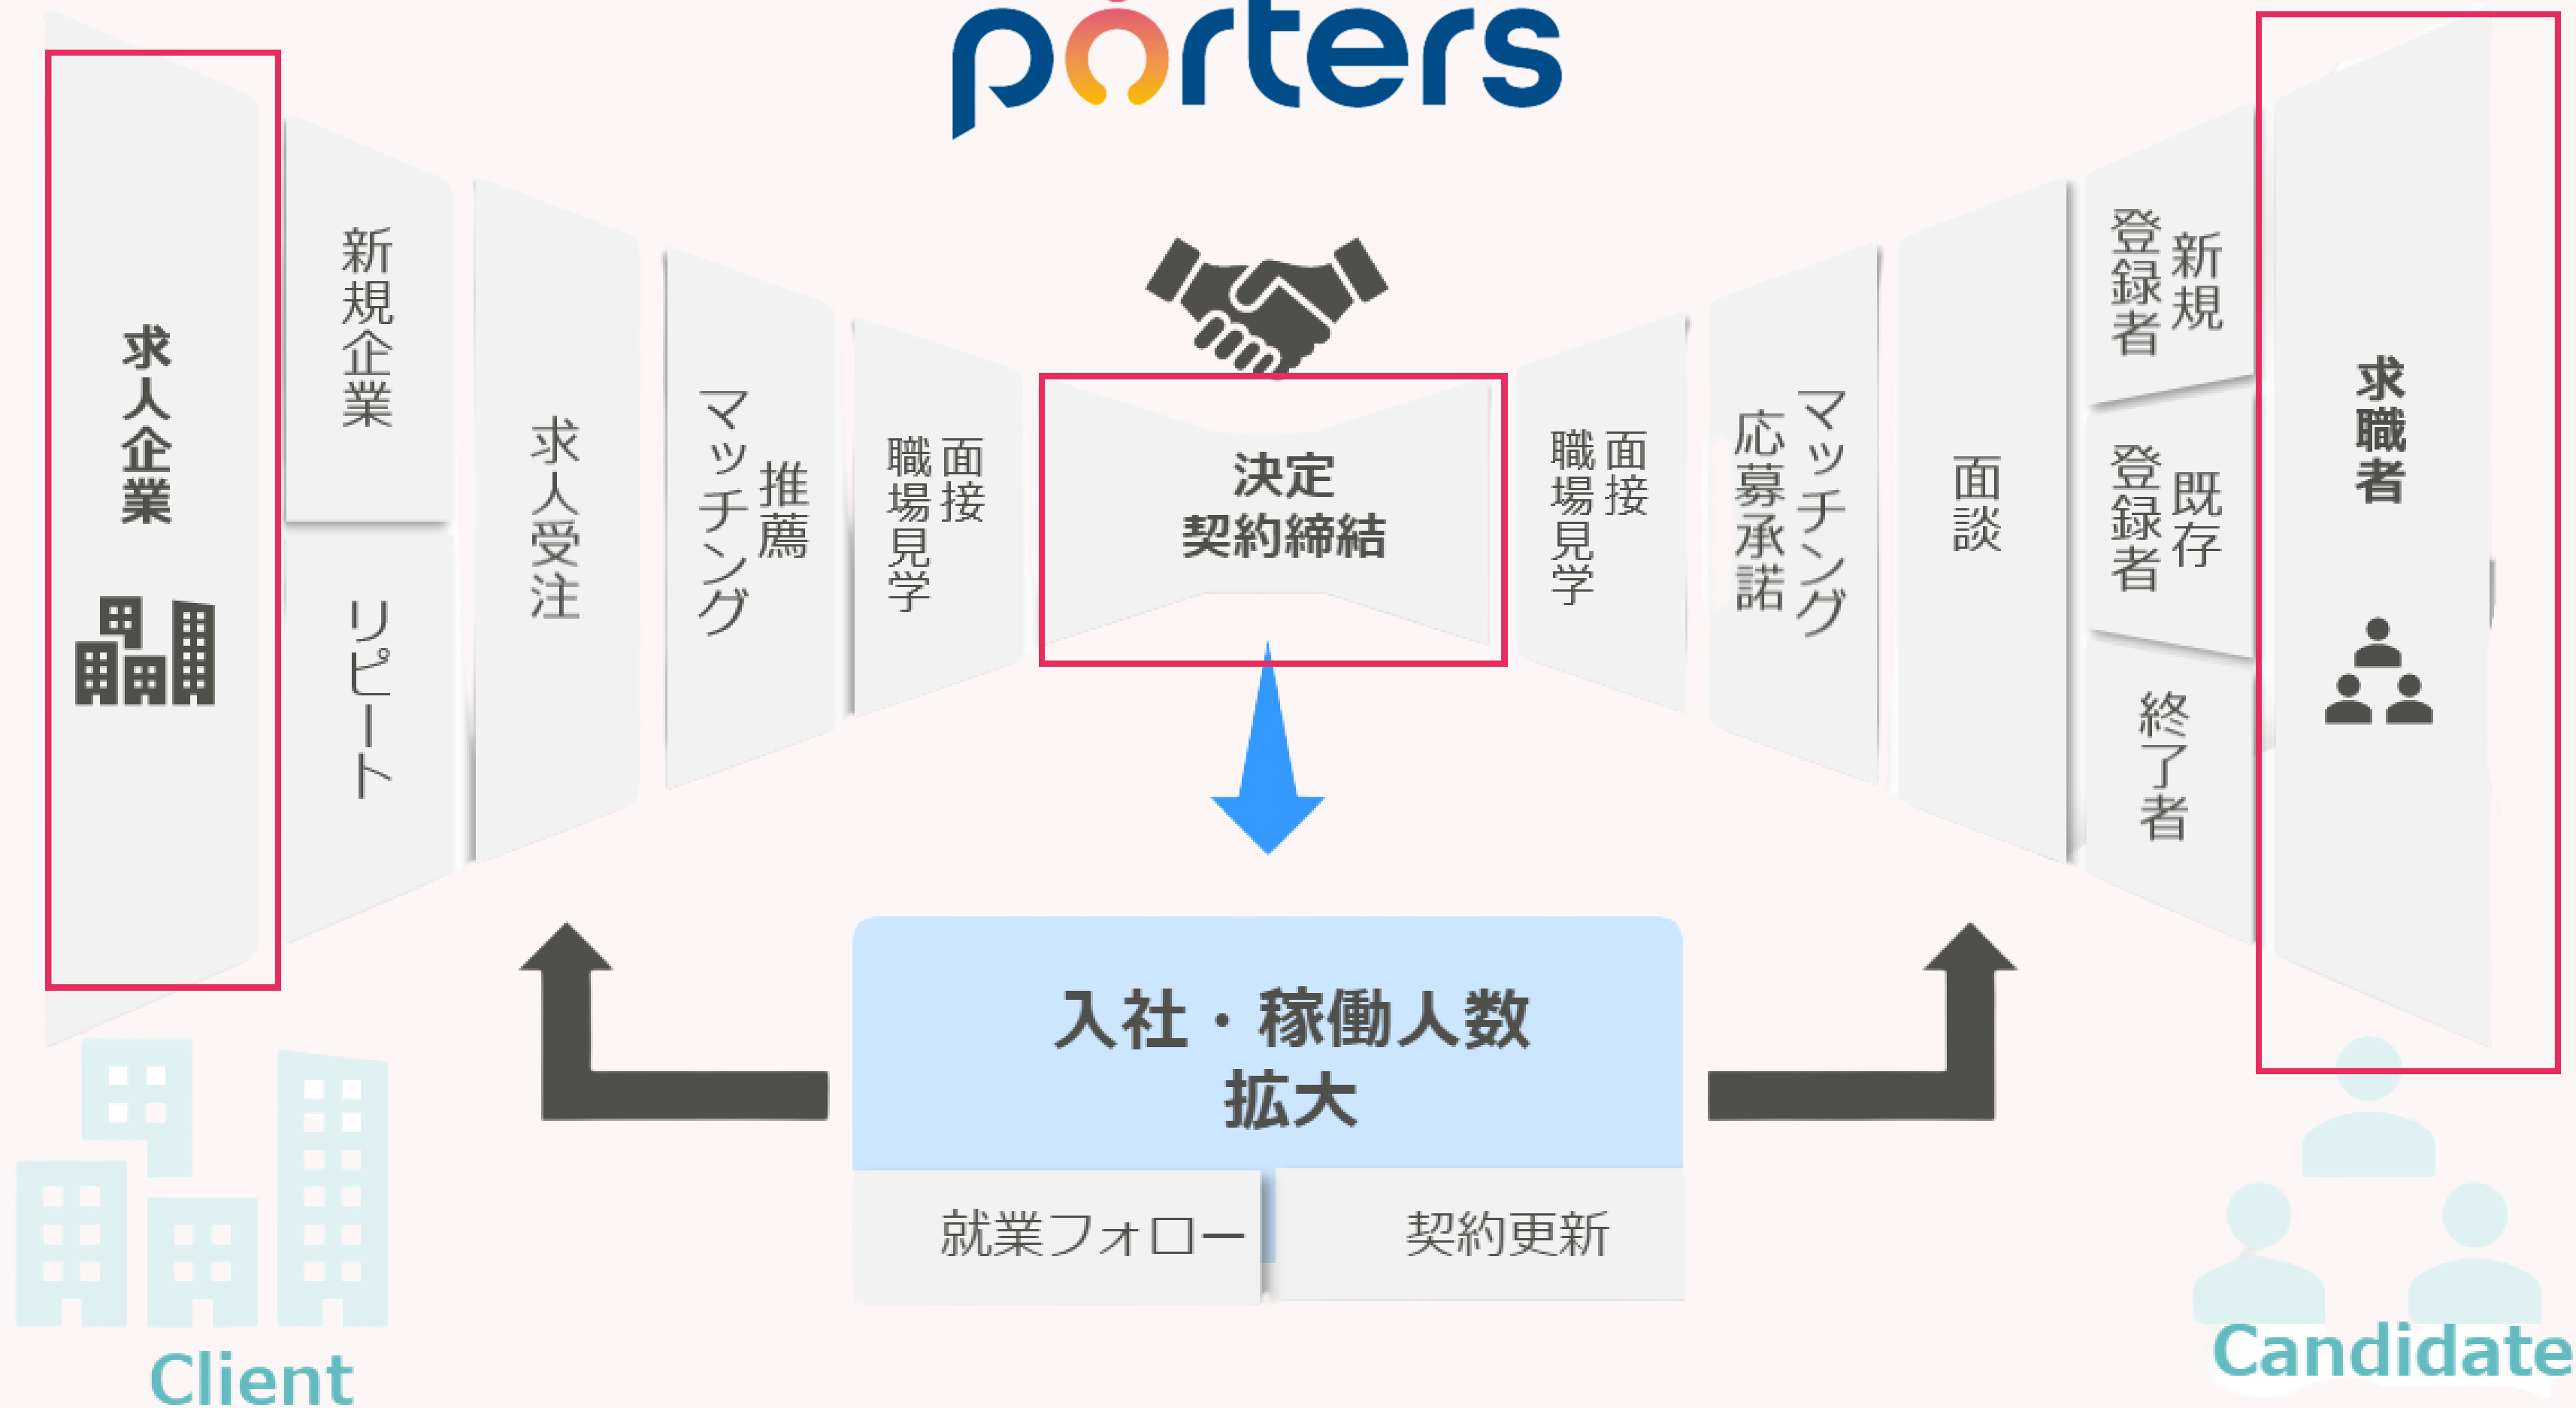 porters
求人企業
新規企業
リピート
求人受注
推薦
マッチング
面接
職場見学
決定
契約締結
面接
職場見学
マッチング
応募承諾
面談
新規
登録者
既存
登録者
終了者
求職者
入社・稼働人数
拡大
就業フォロー
契約更新
Client
Candidate